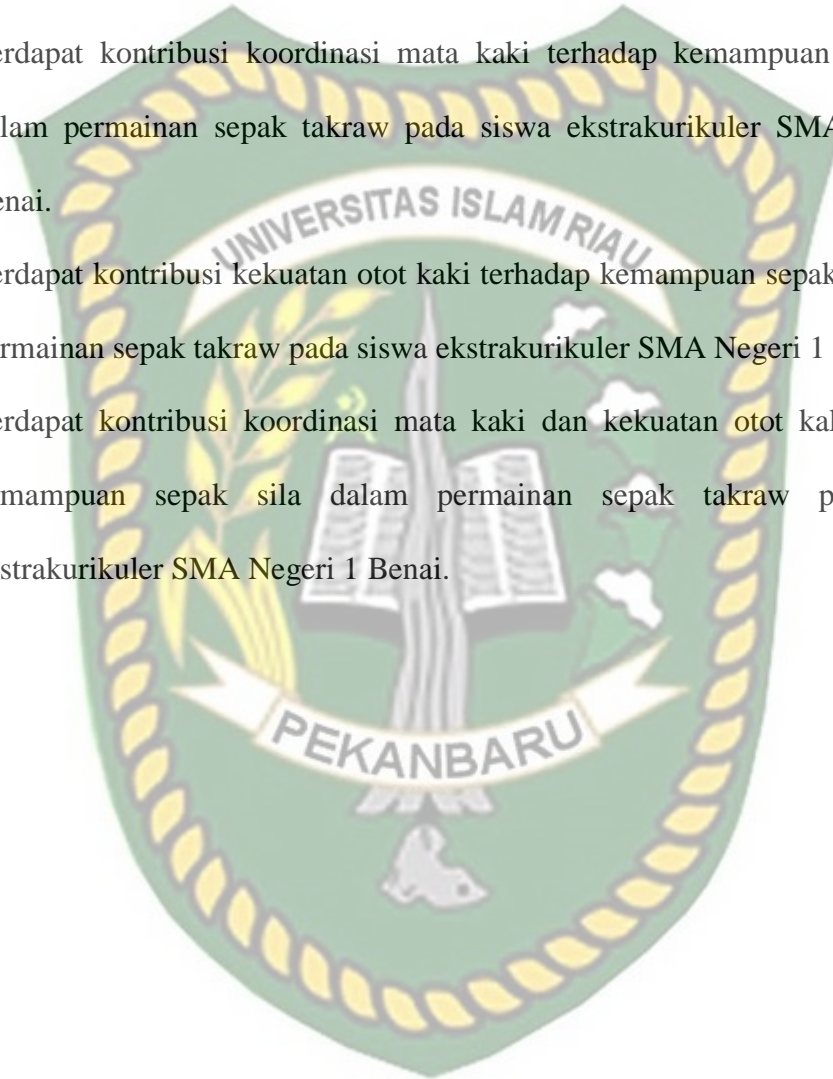 erdapat kontribusi koordinasi mata kaki terhadap kemampuan
lam permainan sepak takraw pada siswa ekstrakurikuler SMA
enai.
UNIVERSITAS ISLAM RIAU
erdapat kontribusi kekuatan otot kaki terhadap kemampuan sepak
rmainan sepak takraw pada siswa ekstrakurikuler SMA Negeri 1
erdapat kontribusi koordinasi mata kaki dan kekuatan otot kak
mampuan sepak sila dalam permainan sepak takraw p
strakurikuler SMA Negeri 1 Benai.
PEKANBARU